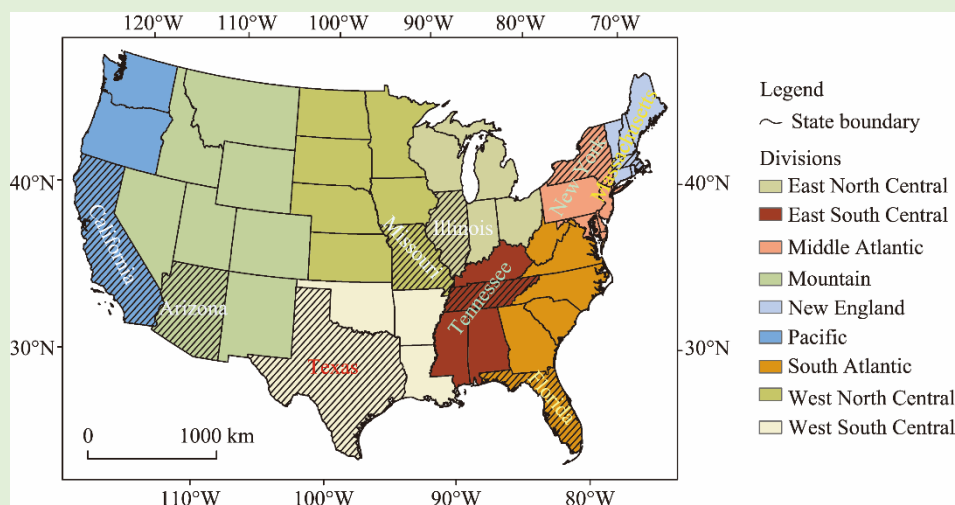 120°W
110°W
100°W
90°W
80°W
70°W
Legend
State boundary
Divisions
East North Central
East South Central
Middle Atlantic
Mountain
New England
Pacific
South Atlantic
West North Central
West South Central
40°N
40°N
30°N
30°N
California
Arizona
Texas
Missouri
Illinois
Tennessee
Florida
New York
Massachusetts
0
1000 km
110°W
100°W
90°W
80°W